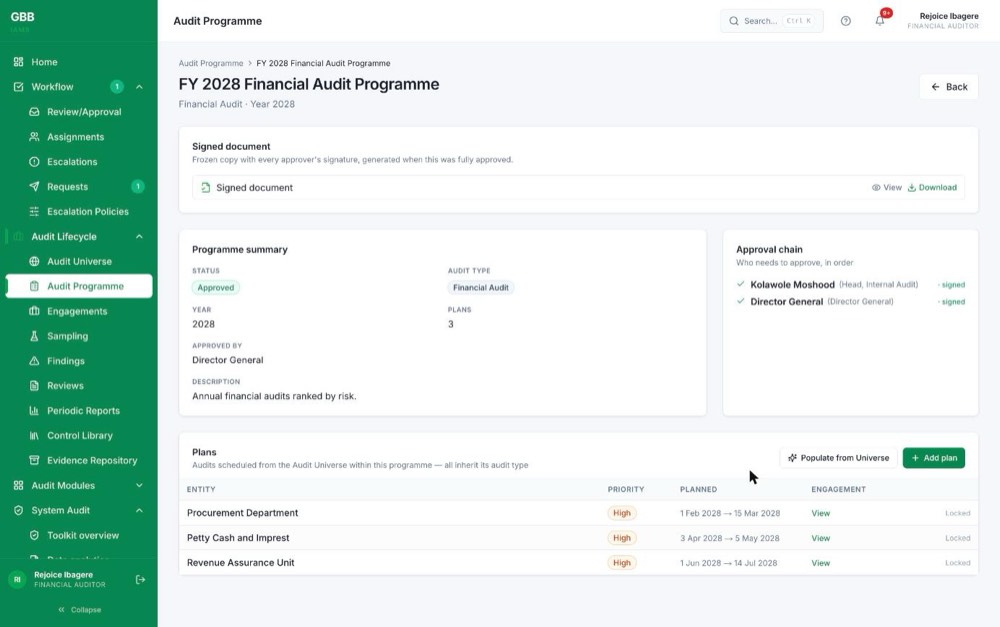 GBB
Audit Programme
Search... Ctrl K
9+
Rejoice Ibagere
FINANCIAL AUDITOR
Home
Workflow 1
Review/Approval
Assignments
Escalations
Requests 1
Escalation Policies
Audit Lifecycle
Audit Universe
Audit Programme
Engagements
Sampling
Findings
Reviews
Periodic Reports
Control Library
Evidence Repository
Audit Modules
System Audit
Toolkit overview
RI
Rejoice Ibagere
FINANCIAL AUDITOR
Collapse
Audit Programme > FY 2028 Financial Audit Programme
FY 2028 Financial Audit Programme
Financial Audit · Year 2028
Back
Signed document
Frozen copy with every approver's signature, generated when this was fully approved.
Signed document
View Download
Programme summary
STATUS AUDIT TYPE
Approved Financial Audit
YEAR PLANS
2028 3
APPROVED BY
Director General
DESCRIPTION
Annual financial audits ranked by risk.
Approval chain
Who needs to approve, in order
Kolawole Moshood (Head, Internal Audit) · signed
Director General (Director General) · signed
Plans
Audits scheduled from the Audit Universe within this programme — all inherit its audit type
Populate from Universe
+ Add plan
ENTITY PRIORITY PLANNED ENGAGEMENT
Procurement Department High 1 Feb 2028 → 15 Mar 2028 View Locked
Petty Cash and Imprest High 3 Apr 2028 → 5 May 2028 View Locked
Revenue Assurance Unit High 1 Jun 2028 → 14 Jul 2028 View Locked